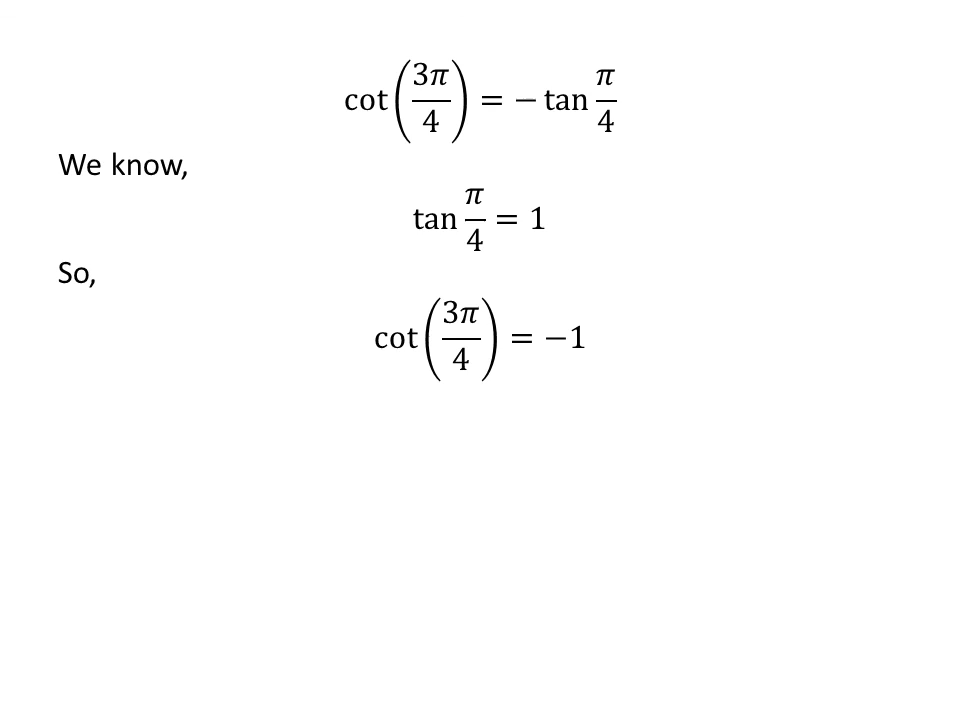 cot(3π/4) = − tan π/4
We know,
tan π/4 = 1
So,
cot(3π/4) = −1